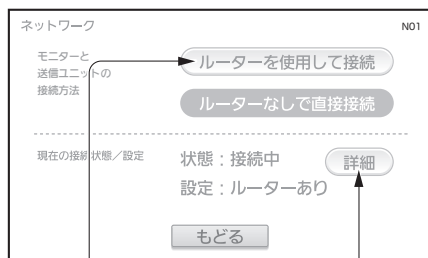 ネットワーク
N01
モニターと
送信ユニットの
接続方法
ルーターを使用して接続
ルーターなしで直接接続
現在の接続状態／設定
状態：接続中
詳細
設定：ルーターあり
もどる